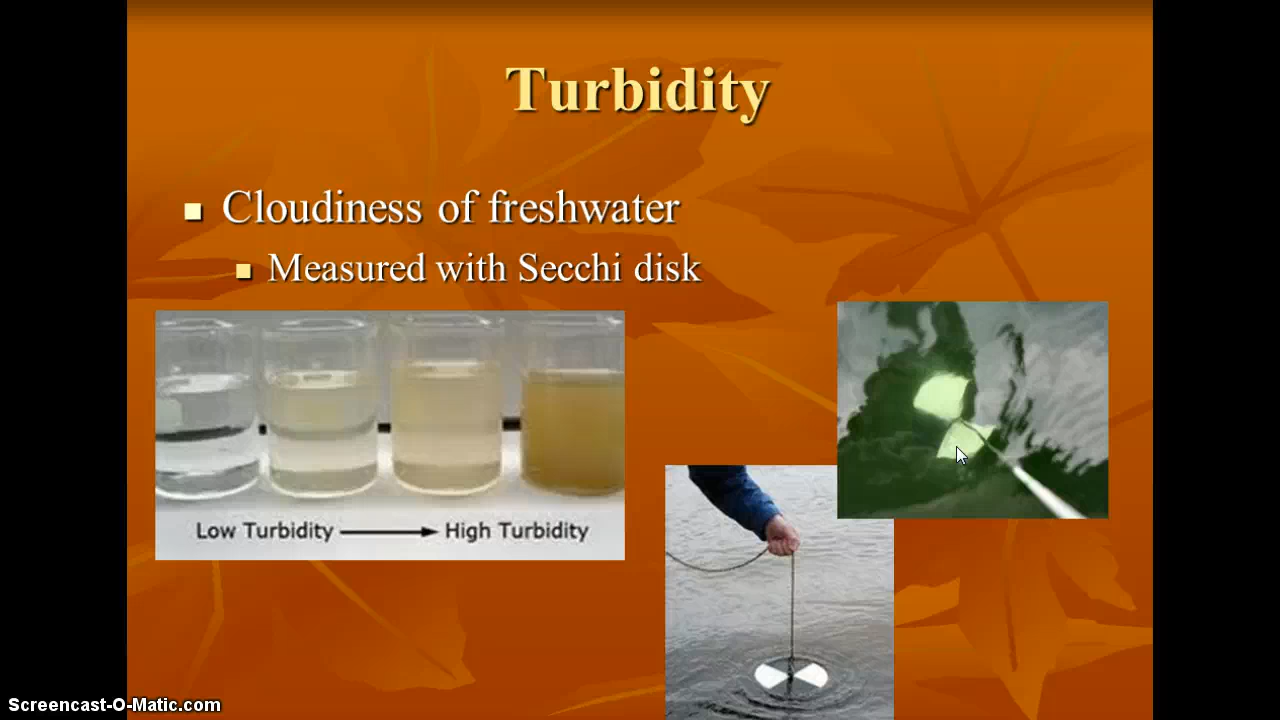 Turbidity
Cloudiness of freshwater
Measured with Secchi disk
Low Turbidity High Turbidity
Screencast-O-Matic.com